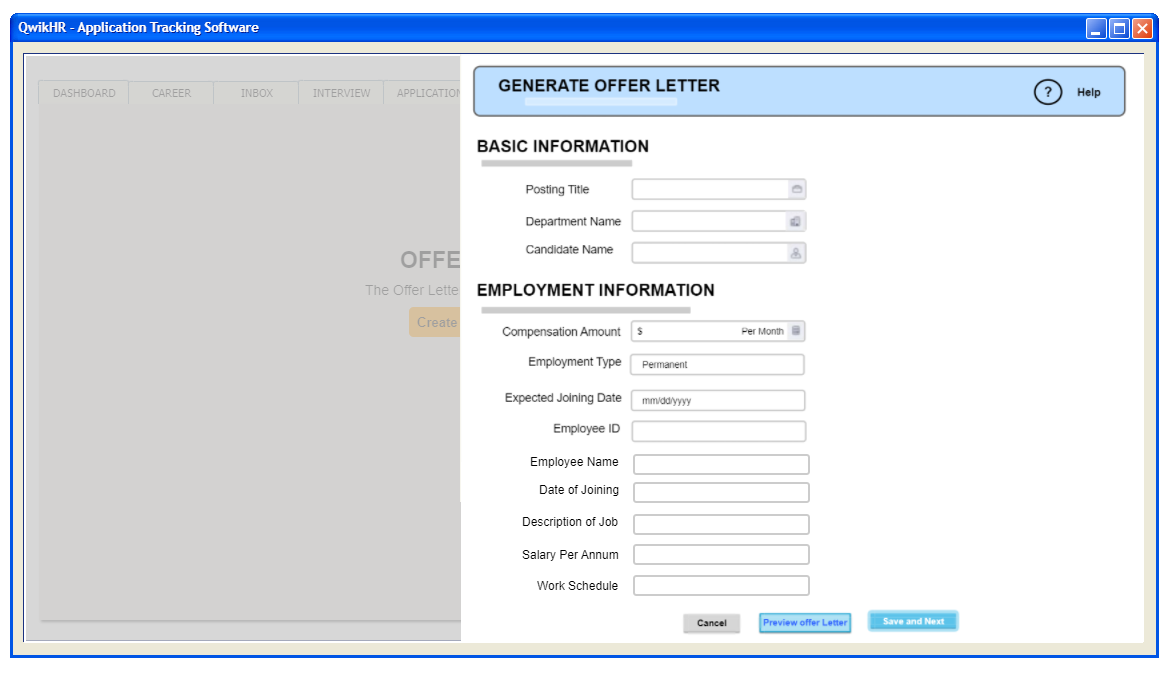 QwikHR - Application Tracking Software
DASHBOARD CAREER INBOX INTERVIEW APPLICATION
GENERATE OFFER LETTER
? Help
BASIC INFORMATION
Posting Title
Department Name
Candidate Name
OFFE
The Offer Lette
Create
EMPLOYMENT INFORMATION
Compensation Amount $ Per Month
Employment Type Permanent
Expected Joining Date mm/dd/yyyy
Employee ID
Employee Name
Date of Joining
Description of Job
Salary Per Annum
Work Schedule
Cancel Preview offer Letter Save and Next